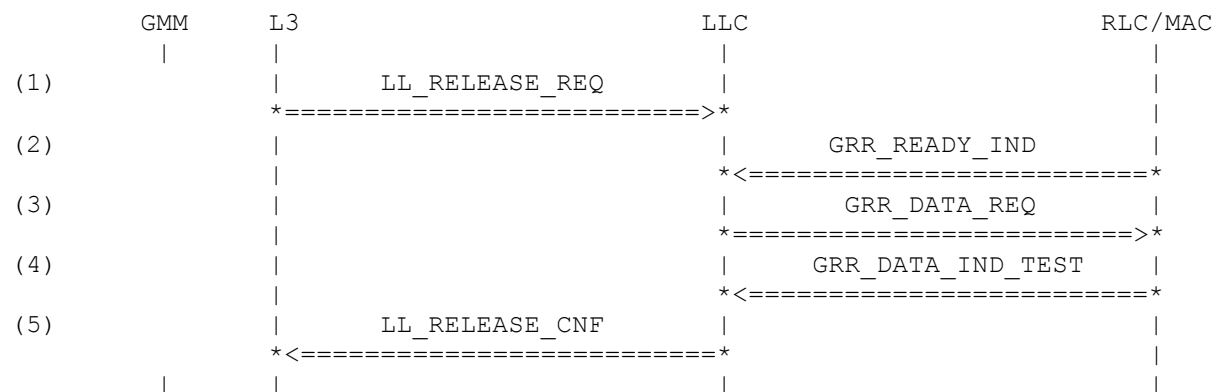 GMM L3 LLC RLC/MAC
| | | |
(1) | LL_RELEASE_REQ | |
*==========================>* |
(2) | | GRR_READY_IND |
| *<==========================*
(3) | | GRR_DATA_REQ |
| *=========================>*
(4) | | GRR_DATA_IND_TEST |
| *<==========================*
(5) | LL_RELEASE_CNF | |
*<==========================* |
| | | |